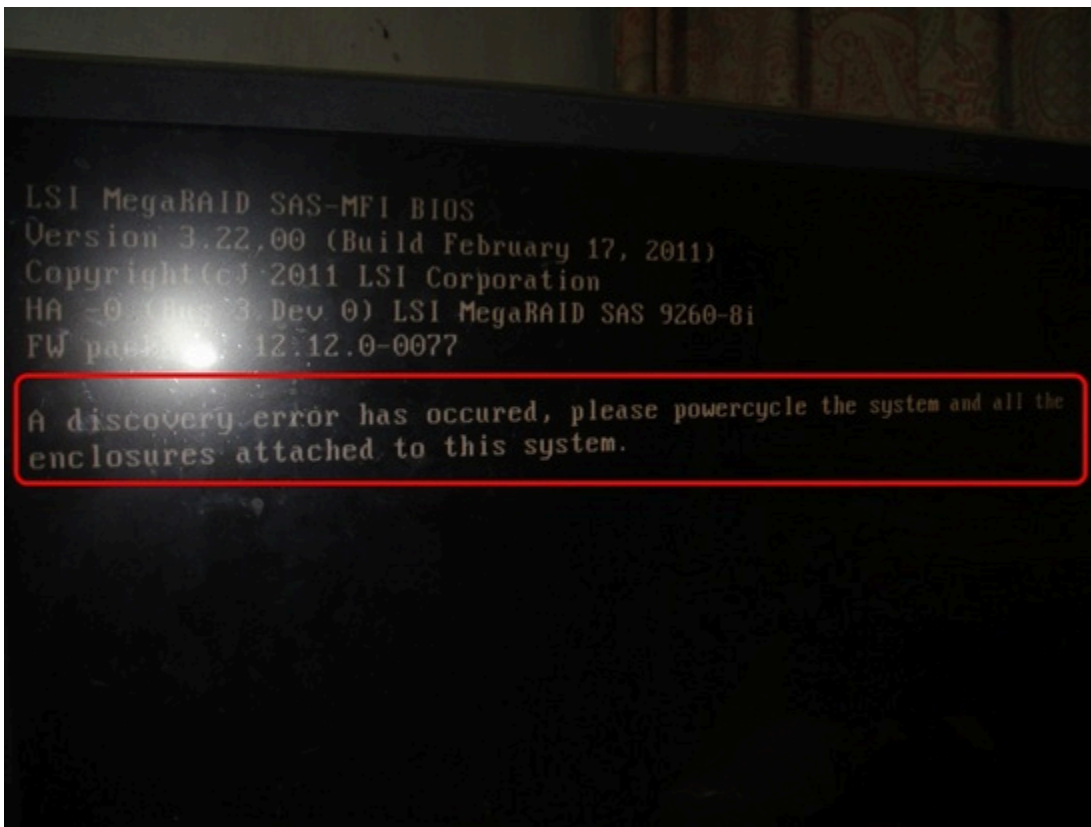 LSI MegaRAID SAS-MFI BIOS
Version 3.22.00 (Build February 17, 2011)
Copyright(c) 2011 LSI Corporation
HA -0 (Bus 3 Dev 0) LSI MegaRAID SAS 9260-8i
FW 12.12.0-0077
A discovery error has occured, please powercycle the system and all the
enclosures attached to this system.